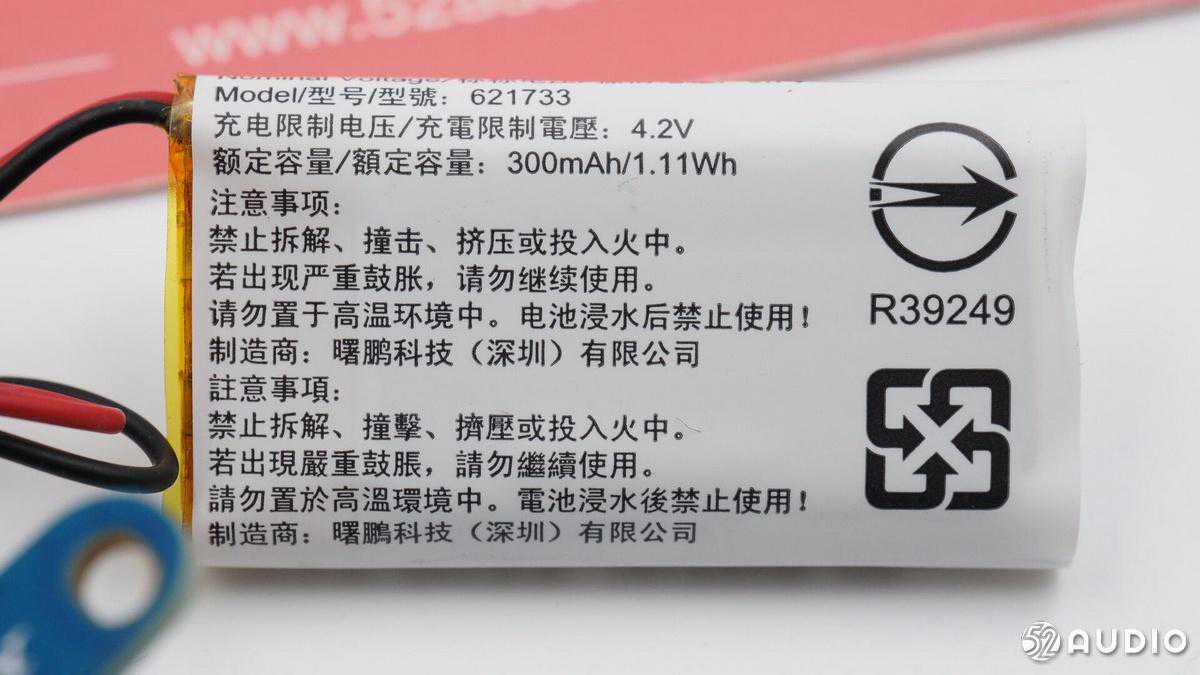 www.52audio
Model/型号/型號：621733
充电限制电压/充電限制電壓：4.2V
额定容量/額定容量：300mAh/1.11Wh
注意事项：
禁止拆解、撞击、挤压或投入火中。
若出现严重鼓胀，请勿继续使用。
请勿置于高温环境中。电池浸水后禁止使用！
制造商：曙鹏科技（深圳）有限公司
註意事項：
禁止拆解、撞擊、擠壓或投入火中。
若出現嚴重鼓脹，請勿繼續使用。
請勿置於高溫環境中。電池浸水後禁止使用！
制造商：曙鵬科技（深圳）有限公司
R39249
52 AUDIO